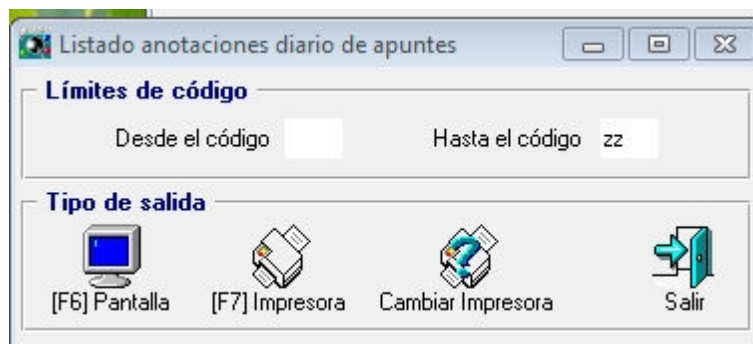 Listado anotaciones diario de apuntes
Límites de código
Desde el código
Hasta el código zz
Tipo de salida
[F6] Pantalla [F7] Impresora Cambiar Impresora Salir